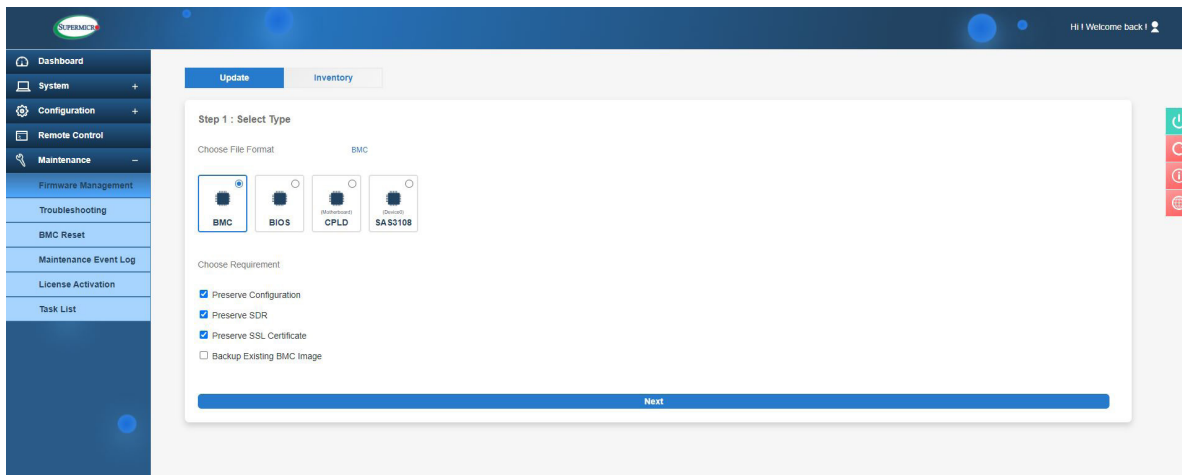 SUPERMICRO
Hi ! Welcome back !
Dashboard
System +
Configuration +
Remote Control
Maintenance –
Firmware Management
Troubleshooting
BMC Reset
Maintenance Event Log
License Activation
Task List
Update
Inventory
Step 1 : Select Type
Choose File Format BMC
BMC
BIOS
(Motherboard)
CPLD
(Device0)
SAS3108
Choose Requirement
Preserve Configuration
Preserve SDR
Preserve SSL Certificate
Backup Existing BMC Image
Next